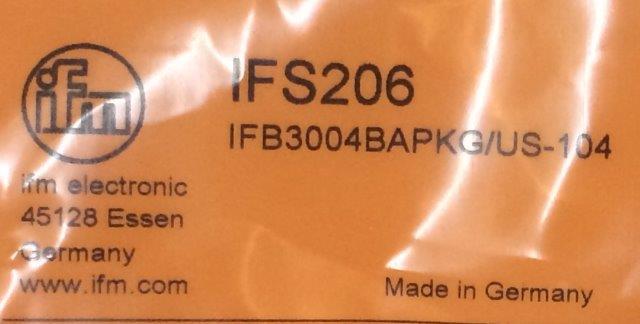 ifm
IFS206
IFB3004BAPKG/US-104
ifm electronic
45128 Essen
Germany
www.ifm.com
Made in Germany